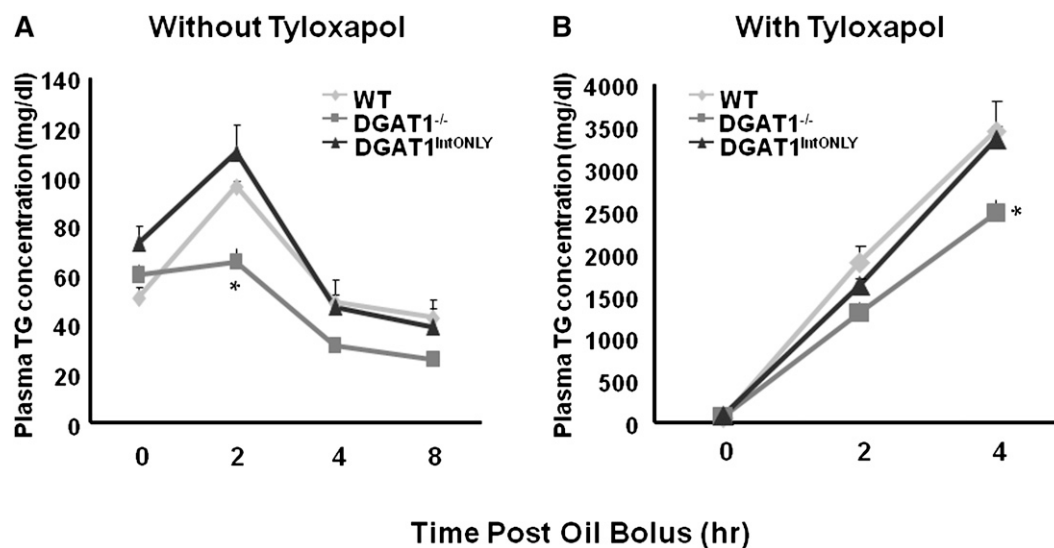 A Without Tyloxapol
Plasma TG concentration (mg/dl)
140
120
100
80
60
40
20
0
WT
DGAT1-/-
DGAT1IntONLY
*
0 2 4 8
B With Tyloxapol
Plasma TG concentration (mg/dl)
4000
3500
3000
2500
2000
1500
1000
500
0
WT
DGAT1-/-
DGAT1IntONLY
*
0 2 4
Time Post Oil Bolus (hr)